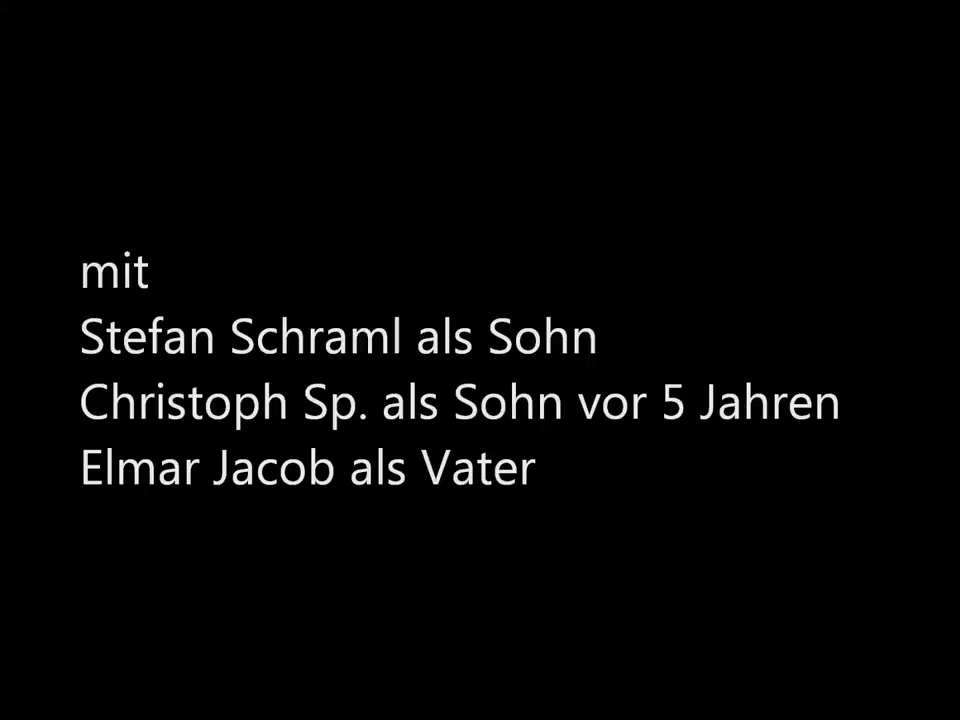 mit
Stefan Schraml als Sohn
Christoph Sp. als Sohn vor 5 Jahren
Elmar Jacob als Vater